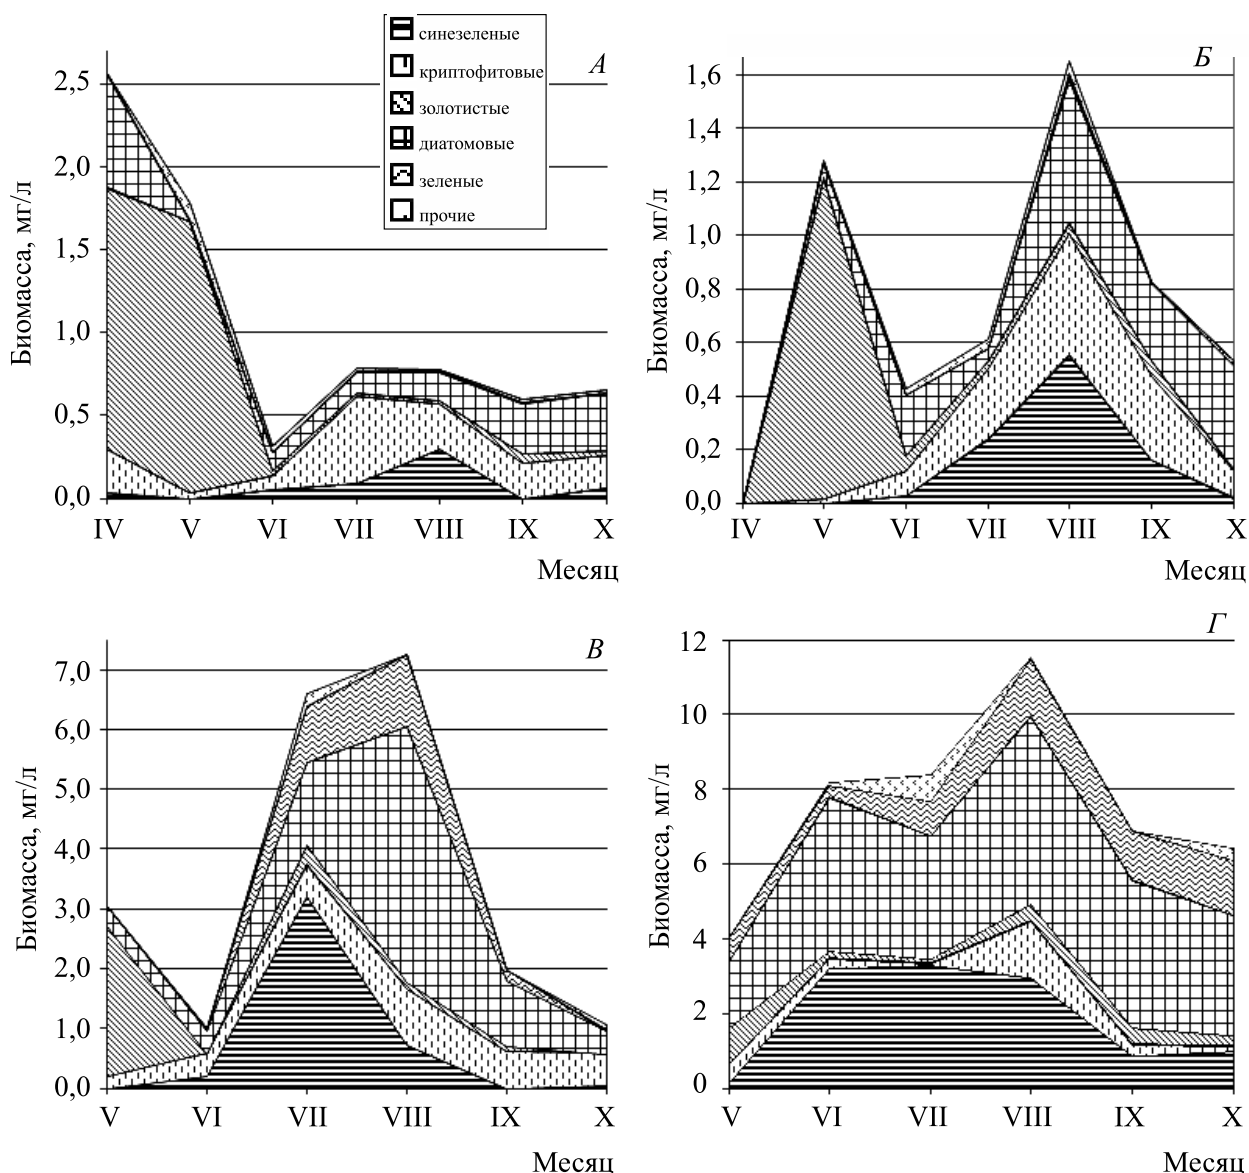 синезеленые
криптофитовые
золотистые
диатомовые
зеленые
прочие
А
Биомасса, мг/л
2,5
2,0
1,5
1,0
0,5
0,0
IV V VI VII VIII IX X
Месяц
Б
Биомасса, мг/л
1,6
1,4
1,2
1,0
0,8
0,6
0,4
0,2
0,0
IV V VI VII VIII IX X
Месяц
В
Биомасса, мг/л
7,0
6,0
5,0
4,0
3,0
2,0
1,0
0,0
V VI VII VIII IX X
Месяц
Г
Биомасса, мг/л
12
10
8
6
4
2
0
V VI VII VIII IX X
Месяц